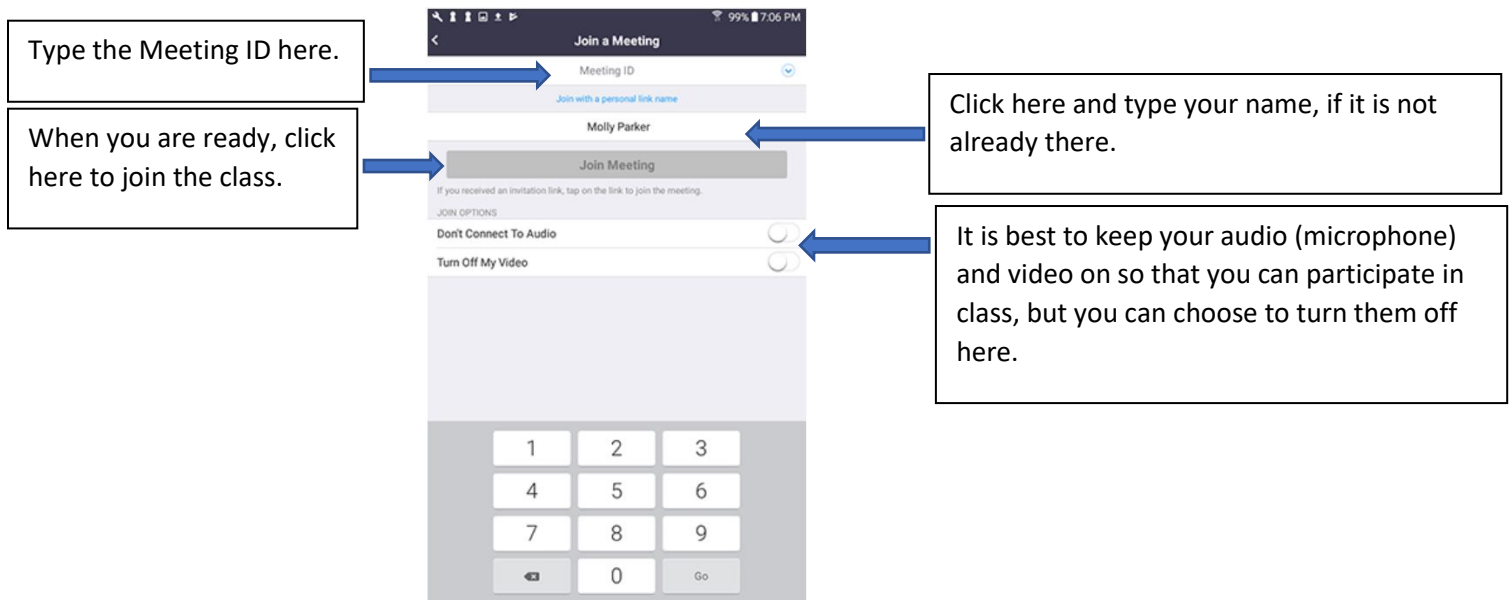 Type the Meeting ID here.
When you are ready, click
here to join the class.
99% 7:06 PM
Join a Meeting
Meeting ID
Join with a personal link name
Molly Parker
Join Meeting
If you received an invitation link, tap on the link to join the meeting.
JOIN OPTIONS
Don't Connect To Audio
Turn Off My Video
1 2 3
4 5 6
7 8 9
0 Go
Click here and type your name, if it is not
already there.
It is best to keep your audio (microphone)
and video on so that you can participate in
class, but you can choose to turn them off
here.